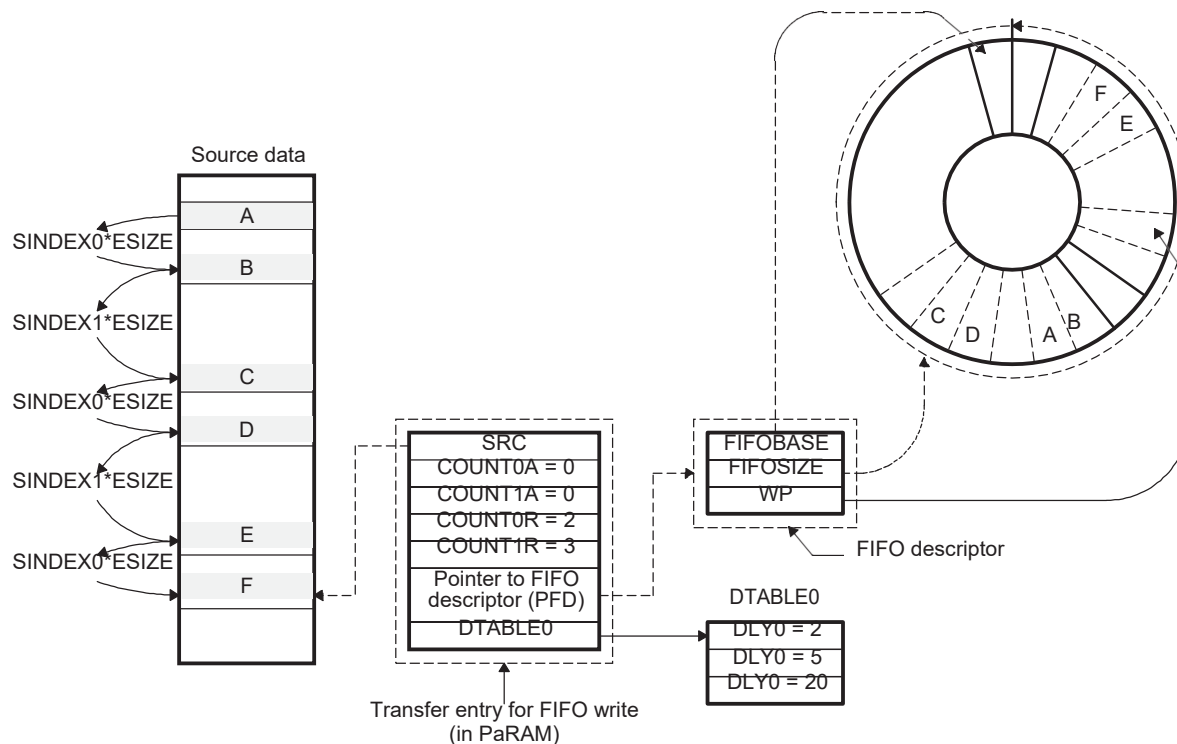 F
E
Source data
A
SINDEX0*ESIZE
B
SINDEX1*ESIZE
C
SINDEX0*ESIZE
D
SINDEX1*ESIZE
E
SINDEX0*ESIZE
F
C
D
A
B
SRC
COUNT0A = 0
COUNT1A = 0
COUNT0R = 2
COUNT1R = 3
Pointer to FIFO
descriptor (PFD)
DTABLE0
Transfer entry for FIFO write
(in PaRAM)
FIFOBASE
FIFOSIZE
WP
FIFO descriptor
DTABLE0
DLY0 = 2
DLY0 = 5
DLY0 = 20